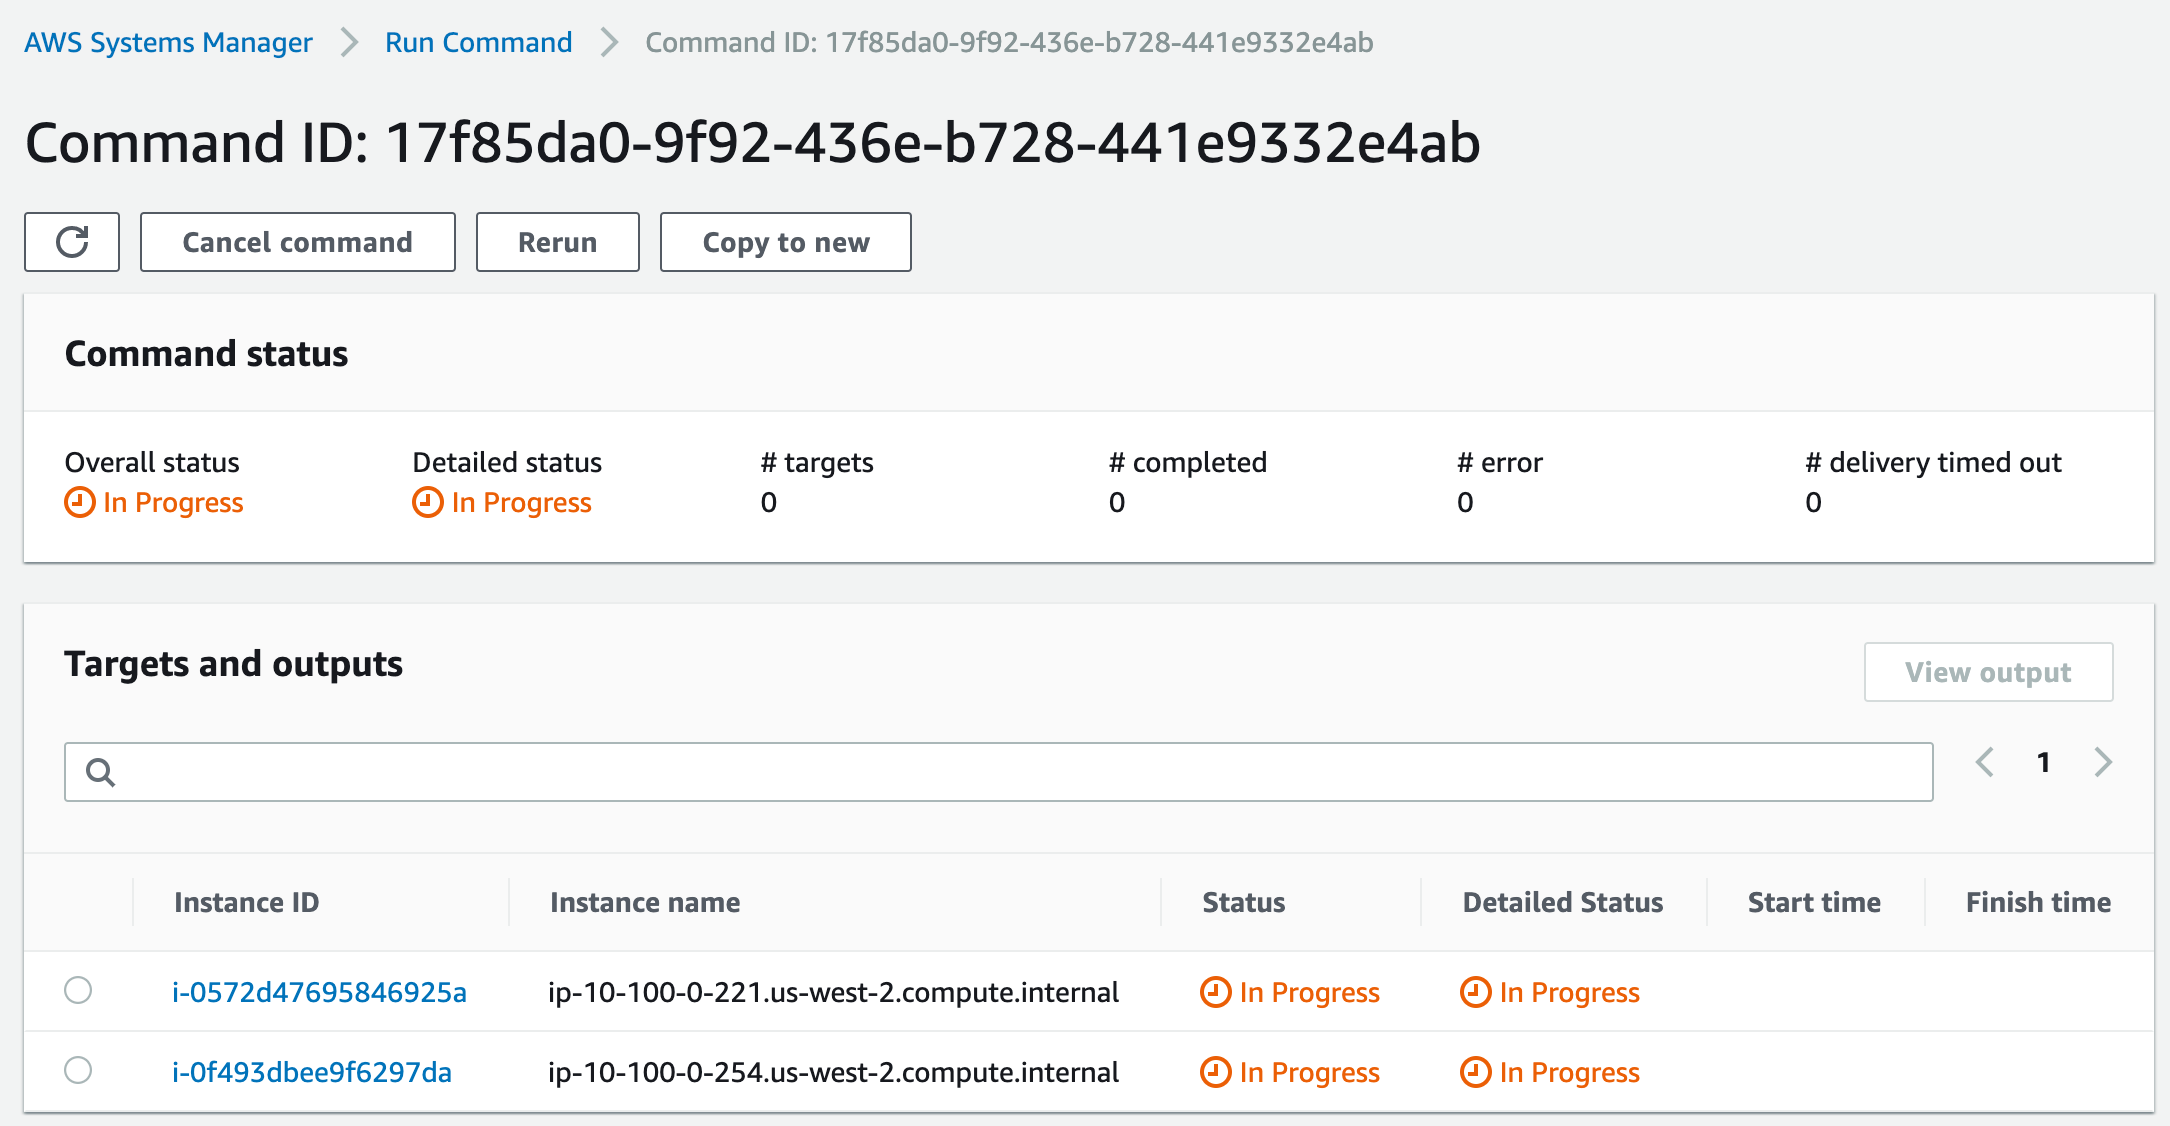 AWS Systems Manager > Run Command > Command ID: 17f85da0-9f92-436e-b728-441e9332e4ab
Command ID: 17f85da0-9f92-436e-b728-441e9332e4ab
Cancel command Rerun Copy to new
Command status
Overall status Detailed status # targets # completed # error # delivery timed out
In Progress In Progress 0 0 0 0
Targets and outputs View output
1
Instance ID Instance name Status Detailed Status Start time Finish time
i-0572d47695846925a ip-10-100-0-221.us-west-2.compute.internal In Progress In Progress
i-0f493dbee9f6297da ip-10-100-0-254.us-west-2.compute.internal In Progress In Progress